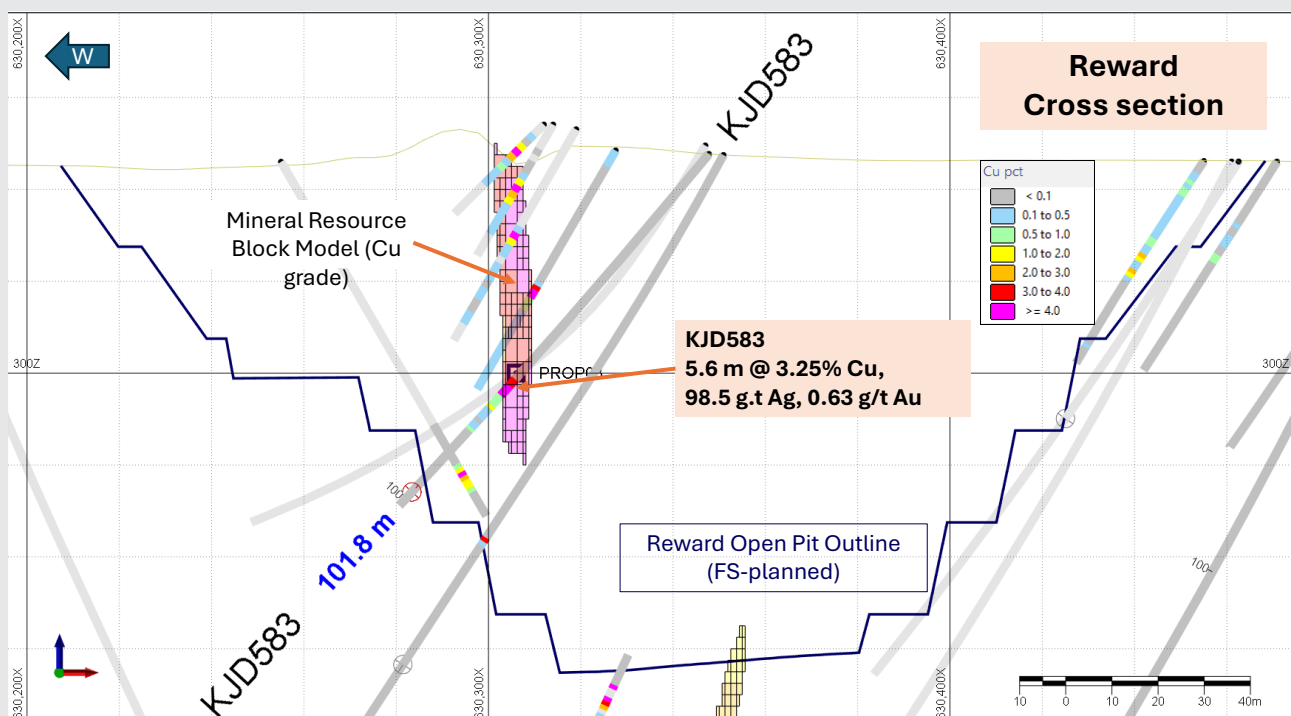 630,200X
630,300X
630,400X
W
KJD583
Reward
Cross section
Cu pct
< 0.1
0.1 to 0.5
0.5 to 1.0
1.0 to 2.0
2.0 to 3.0
3.0 to 4.0
>= 4.0
Mineral Resource
Block Model (Cu
grade)
300Z
300Z
KJD583
5.6 m @ 3.25% Cu,
98.5 g.t Ag, 0.63 g/t Au
100
101.8 m
Reward Open Pit Outline
(FS-planned)
100
KJD583
630,200X
630,300X
630,400X
10 0 10 20 30 40m